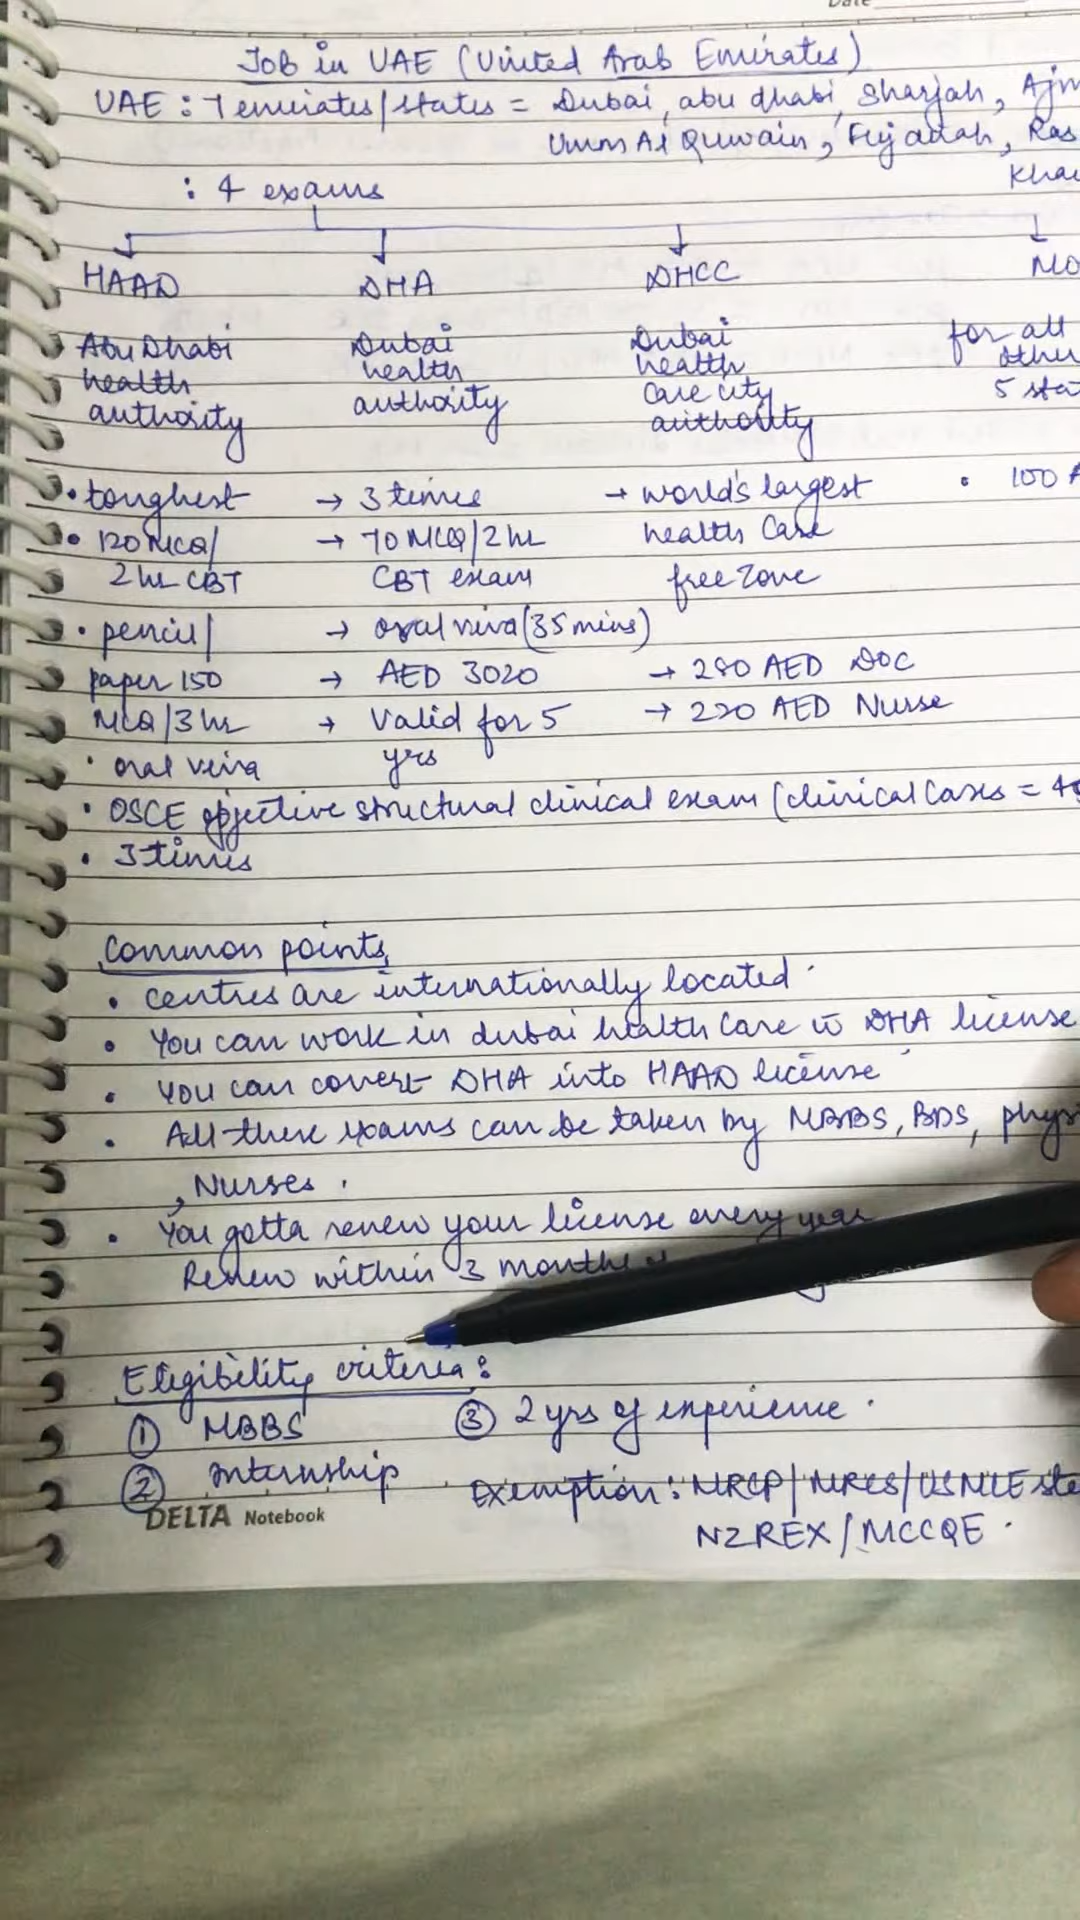 Date
Job in UAE (United Arab Emirates)
UAE : 7 emirates/states = Dubai, abu dhabi, Sharjah, Ajm
Umm Al Quwain, Fujairah, Ras
Khai
: 4 exams
HAAD DHA DHCC MO
Abu Dhabi Dubai Dubai for all
health health health other
authority authority care city 5 sta
authority
• toughest → 3 times → world's largest • 100 A
• 120 MCQ/ → 70 MCQ/2 hr health Care
2 hr CBT CBT exam free zone
• pencil/ → oral viva (35 mins)
paper 150 → AED 3020 → 280 AED Doc
MCQ/3 hr → Valid for 5 → 220 AED Nurse
• oral viva yrs
• OSCE objective structural clinical exam (clinical cases = 4
• 3 times
Common points
• Centres are internationally located.
• You can work in dubai health care w̄ DHA license
• You can covert DHA into HAAD license
• All these exams can be taken by MBBS, BDS, physi
, Nurses.
• You gotta renew your license every year
Renew within 3 months
Eligibility criteria :
① MBBS ③ 2 yrs of experience.
② Internship Exemption: MRCP/MRCS/USMLE ste
NZREX/MCCQE.
DELTA Notebook